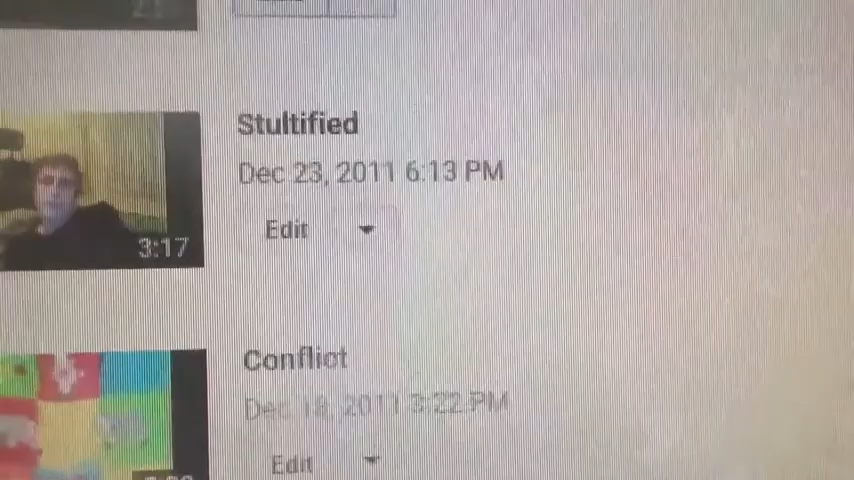 Stultified
Dec 23, 2011 6:13 PM
Edit
3:17
Conflict
Dec 18, 2011 3:22 PM
Edit